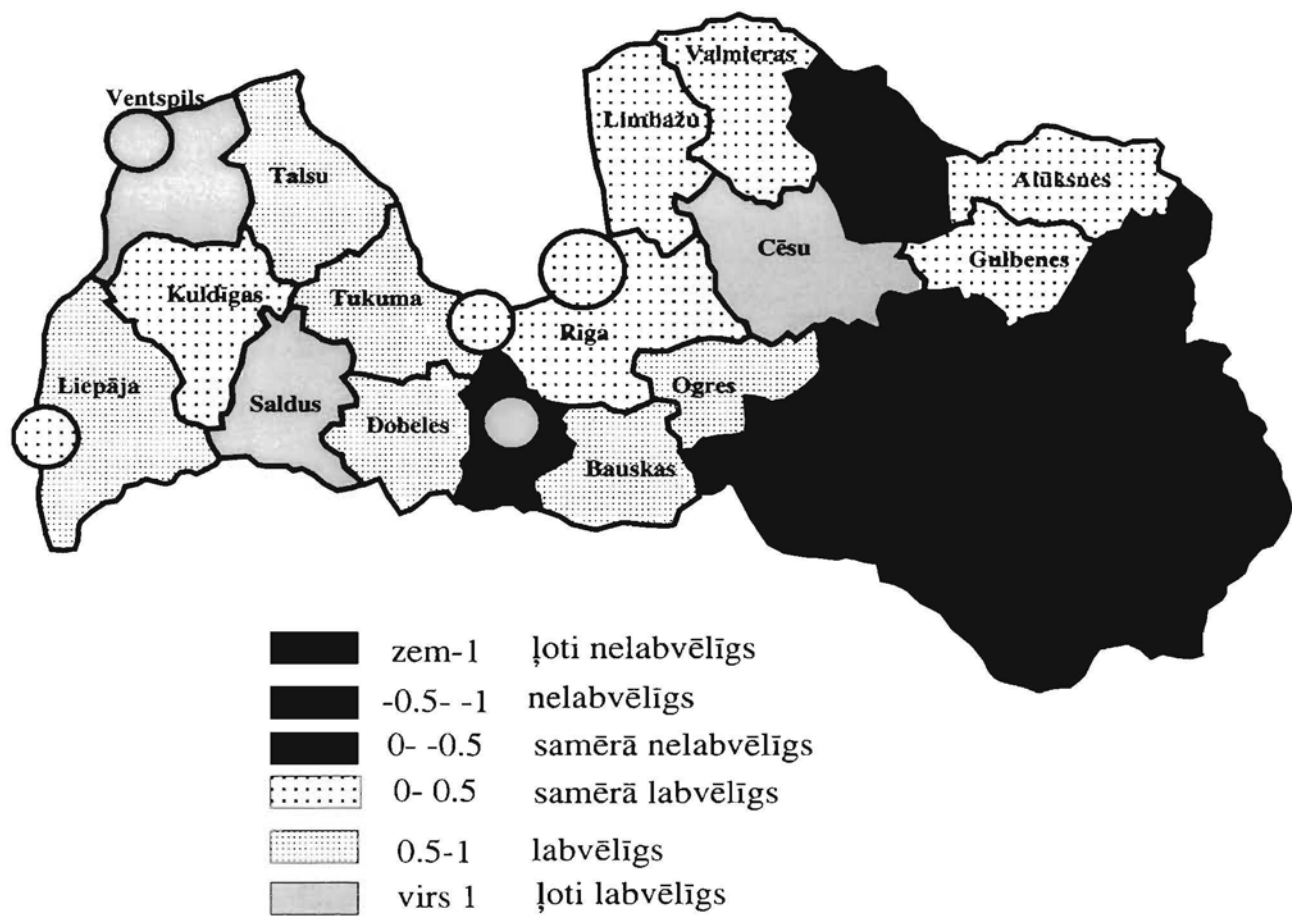 Valmieras
Ventspils
Limbažu
Talsu
Alūksnes
Cēsu
Gulbenes
Kuldīgas
Tukuma
Rīga
Liepāja
Ogres
Saldus
Dobeles
Bauskas
zem-1 ļoti nelabvēlīgs
-0.5- -1 nelabvēlīgs
0- -0.5 samērā nelabvēlīgs
0- 0.5 samērā labvēlīgs
0.5-1 labvēlīgs
virs 1 ļoti labvēlīgs